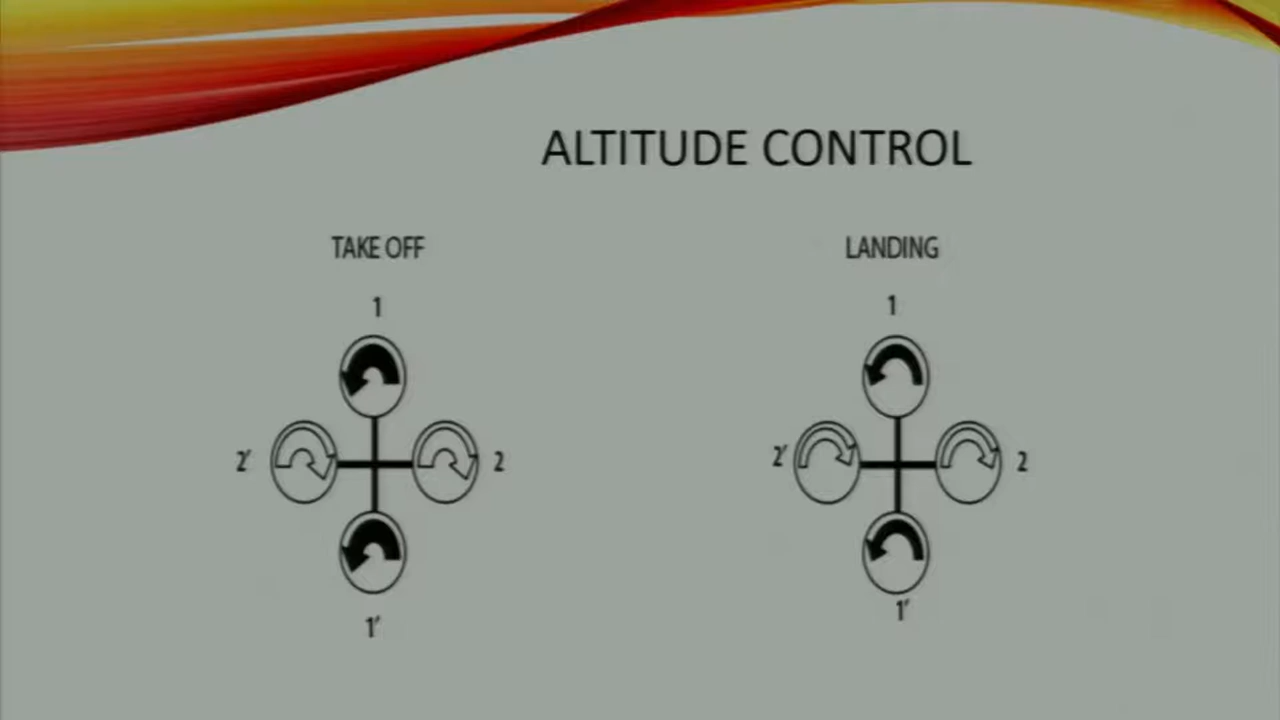 ALTITUDE CONTROL
TAKE OFF
1
2′
2
1′
LANDING
1
2′
2
1′